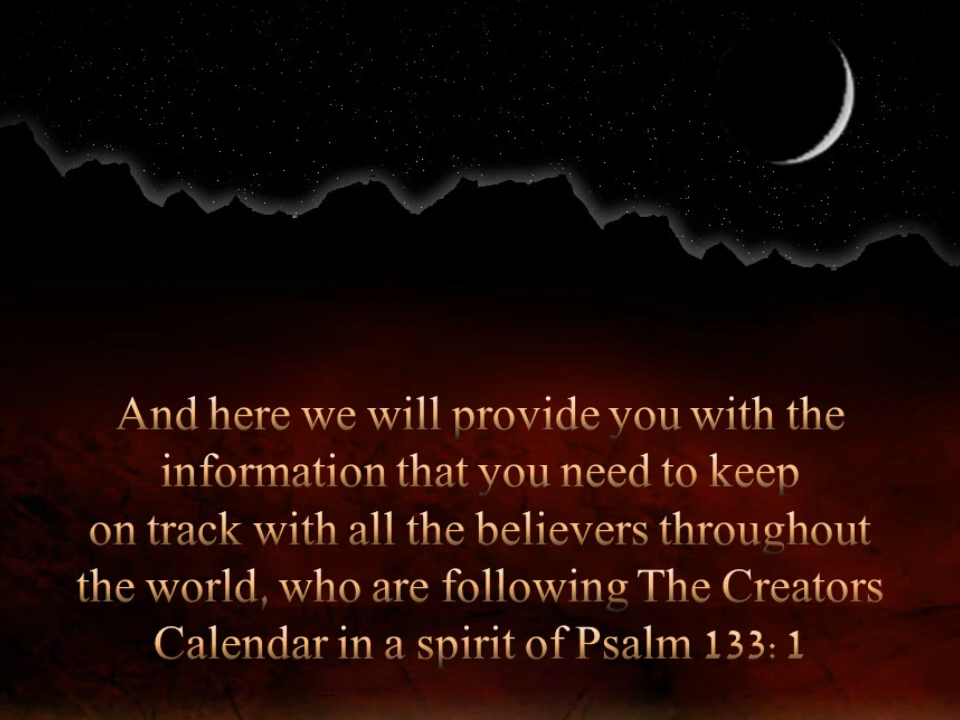 And here we will provide you with the
information that you need to keep
on track with all the believers throughout
the world, who are following The Creators
Calendar in a spirit of Psalm 133: 1